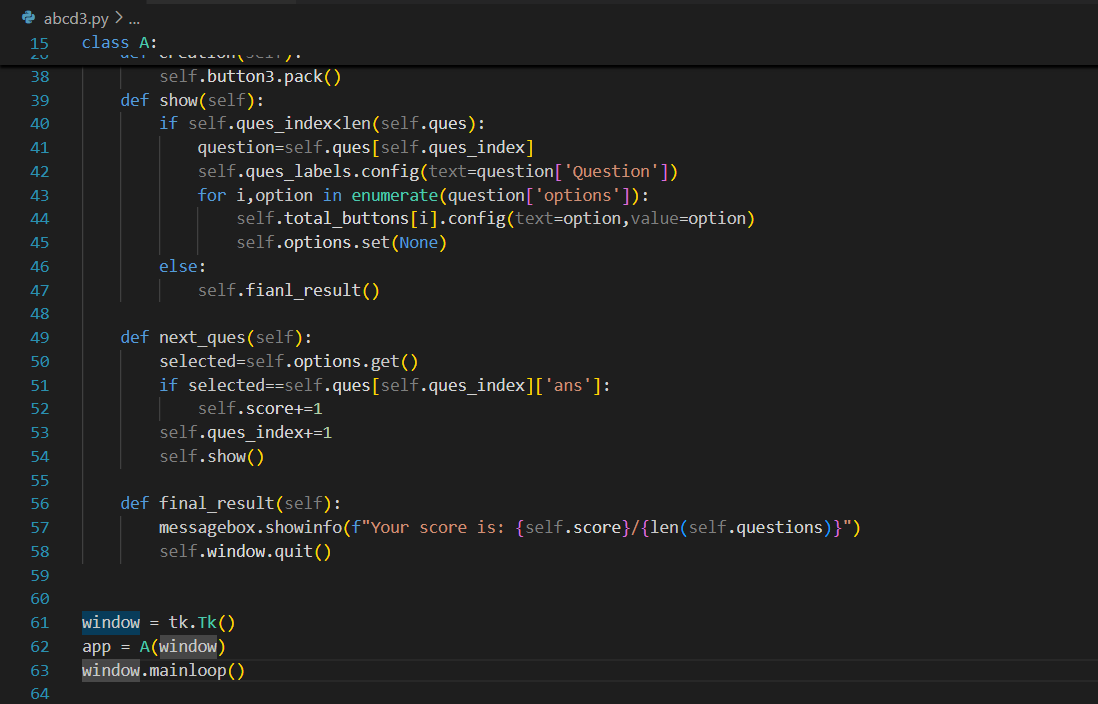 abcd3.py > ...
15 class A:
38 self.button3.pack()
39 def show(self):
40 if self.ques_index<len(self.ques):
41 question=self.ques[self.ques_index]
42 self.ques_labels.config(text=question['Question'])
43 for i,option in enumerate(question['options']):
44 self.total_buttons[i].config(text=option,value=option)
45 self.options.set(None)
46 else:
47 self.fianl_result()
48
49 def next_ques(self):
50 selected=self.options.get()
51 if selected==self.ques[self.ques_index]['ans']:
52 self.score+=1
53 self.ques_index+=1
54 self.show()
55
56 def final_result(self):
57 messagebox.showinfo(f"Your score is: {self.score}/{len(self.questions)}")
58 self.window.quit()
59
60
61 window = tk.Tk()
62 app = A(window)
63 window.mainloop()
64